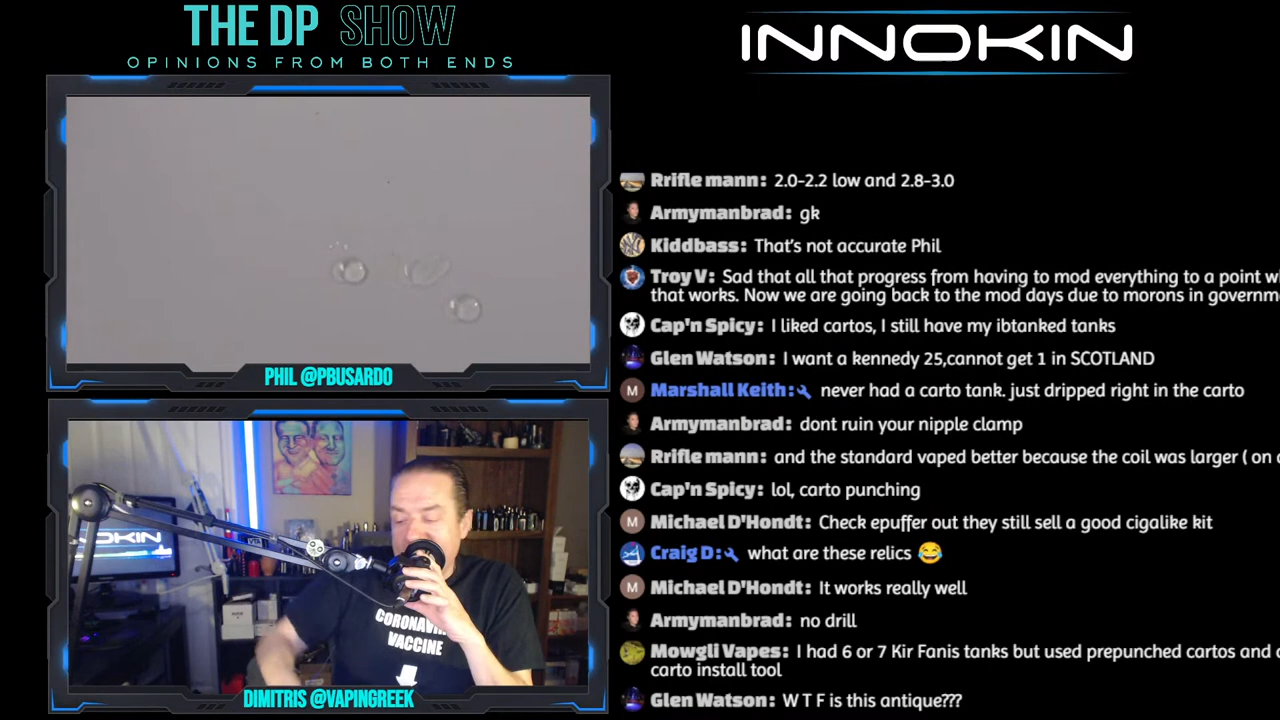 THE DP SHOW
OPINIONS FROM BOTH ENDS
INNOKIN
PHIL @PBUSARDO
OKIN
VTA
CORONAVI
VACCINE
DIMITRIS @VAPINGREEK
Rrifle mann: 2.0-2.2 low and 2.8-3.0
Armymanbrad: gk
Kiddbass: That's not accurate Phil
Troy V: Sad that all that progress from having to mod everything to a point w
that works. Now we are going back to the mod days due to morons in governm
Cap'n Spicy: I liked cartos, I still have my ibtanked tanks
Glen Watson: I want a kennedy 25,cannot get 1 in SCOTLAND
M Marshall Keith: never had a carto tank. just dripped right in the carto
Armymanbrad: dont ruin your nipple clamp
Rrifle mann: and the standard vaped better because the coil was larger ( on
Cap'n Spicy: lol, carto punching
M Michael D'Hondt: Check epuffer out they still sell a good cigalike kit
Craig D: what are these relics 😂
M Michael D'Hondt: It works really well
Armymanbrad: no drill
Mowgli Vapes: I had 6 or 7 Kir Fanis tanks but used prepunched cartos and
carto install tool
Glen Watson: W T F is this antique???